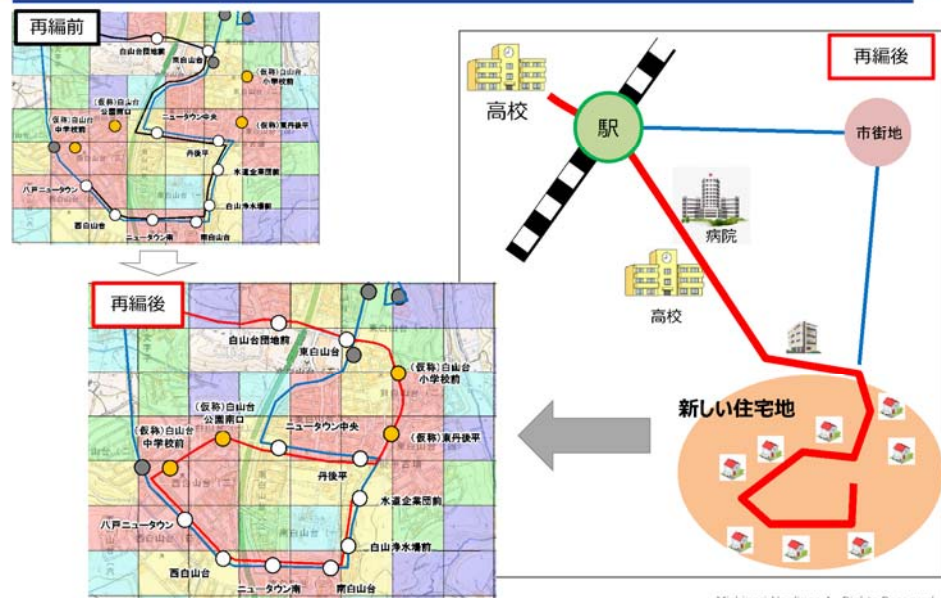 再編前
白山台団地前
東白山台
(仮称)白山台
小学校前
(仮称)白山台
公園南口
ニュータウン中央
(仮称)白山台
中学校前
(仮称)東丹後平
丹後平
水道企業団前
八戸ニュータウン
白山浄水場前
西白山台
ニュータウン南
南白山台
再編後
白山台団地前
東白山台
(仮称)白山台
小学校前
(仮称)白山台
公園南口
(仮称)白山台
中学校前
ニュータウン中央
(仮称)東丹後平
丹後平
水道企業団前
八戸ニュータウン
白山浄水場前
西白山台
ニュータウン南
南白山台
再編後
高校
駅
市街地
病院
高校
新しい住宅地